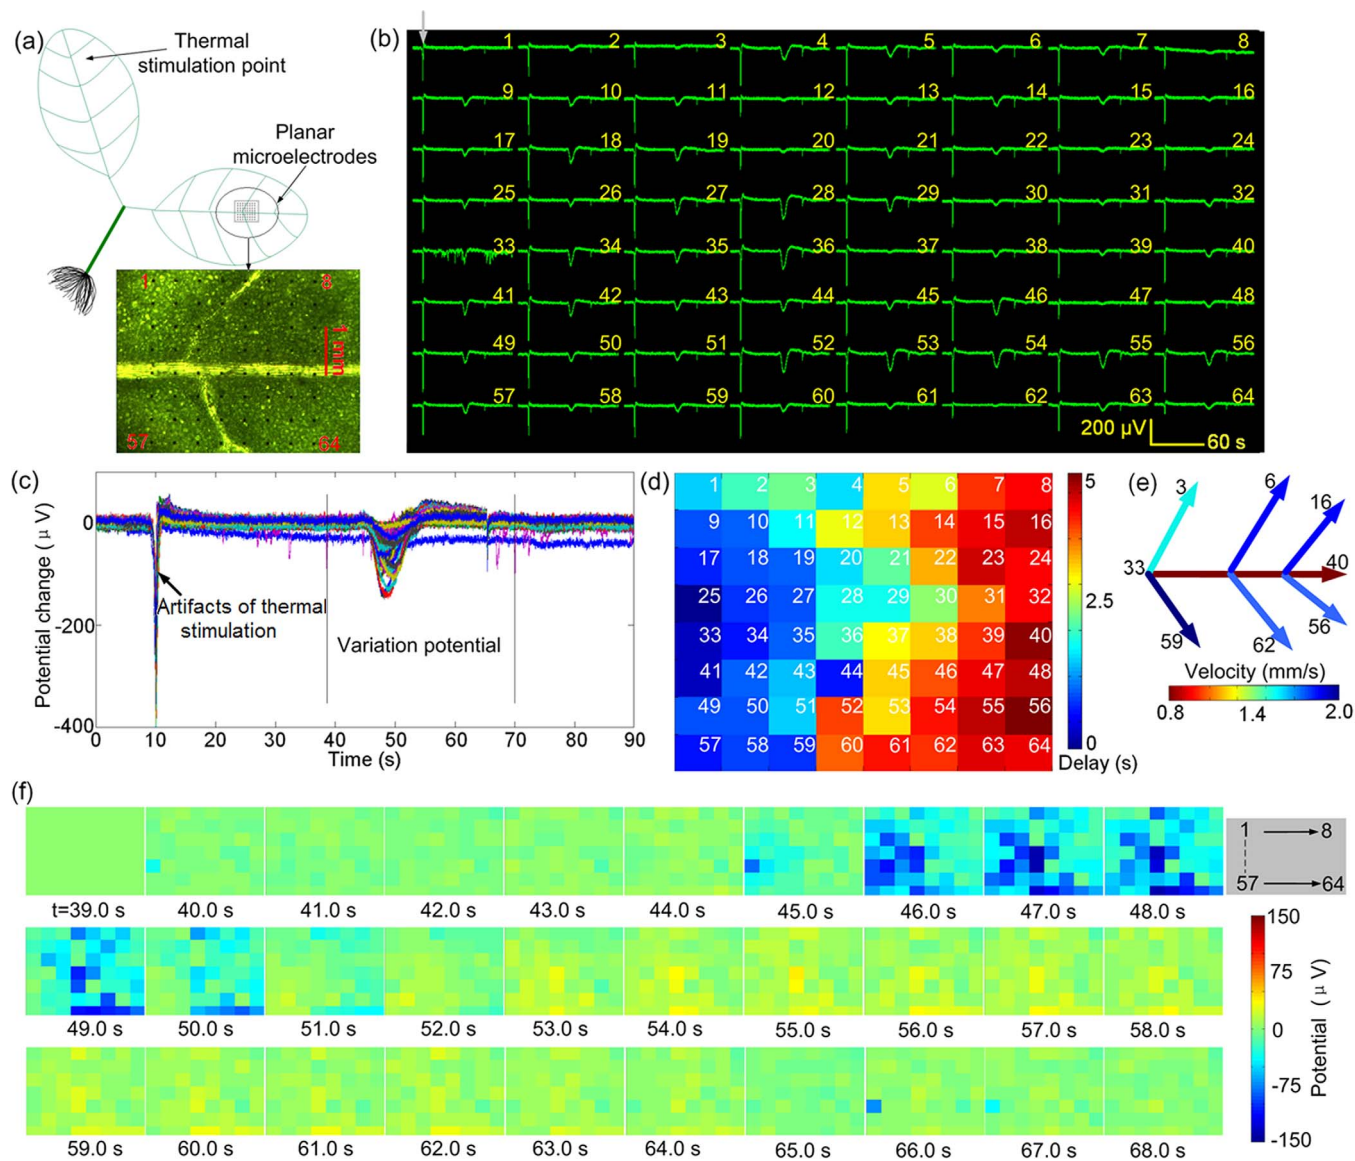 (a)
Thermal
stimulation point
Planar
microelectrodes
1 8
1 mm
57 64
(b)
1 2 3 4 5 6 7 8
9 10 11 12 13 14 15 16
17 18 19 20 21 22 23 24
25 26 27 28 29 30 31 32
33 34 35 36 37 38 39 40
41 42 43 44 45 46 47 48
49 50 51 52 53 54 55 56
57 58 59 60 61 62 63 64
200 μV
60 s
(c)
Potential change ( μ V)
0
-200
-400
Artifacts of thermal
stimulation
Variation potential
0 10 20 30 40 50 60 70 80 90
Time (s)
(d)
1 2 3 4 5 6 7 8
9 10 11 12 13 14 15 16
17 18 19 20 21 22 23 24
25 26 27 28 29 30 31 32
33 34 35 36 37 38 39 40
41 42 43 44 45 46 47 48
49 50 51 52 53 54 55 56
57 58 59 60 61 62 63 64
5
2.5
0
Delay (s)
(e)
3 6 16
33 40
59 62 56
Velocity (mm/s)
0.8 1.4 2.0
(f)
t=39.0 s 40.0 s 41.0 s 42.0 s 43.0 s 44.0 s 45.0 s 46.0 s 47.0 s 48.0 s
1 8
57 64
49.0 s 50.0 s 51.0 s 52.0 s 53.0 s 54.0 s 55.0 s 56.0 s 57.0 s 58.0 s
59.0 s 60.0 s 61.0 s 62.0 s 63.0 s 64.0 s 65.0 s 66.0 s 67.0 s 68.0 s
150
75
0
-75
-150
Potential ( μ V)